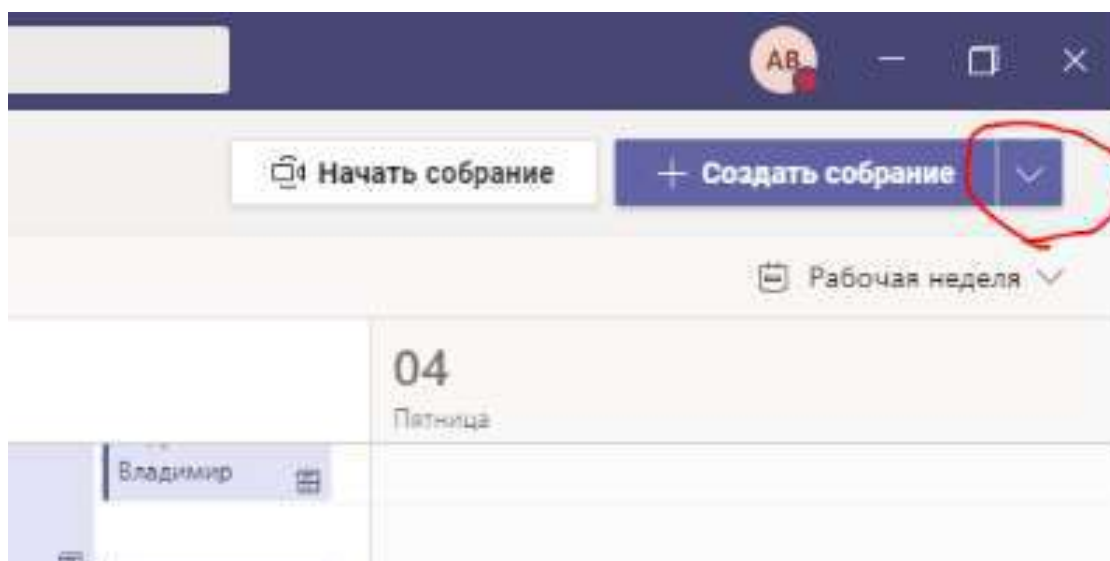 AB
Начать собрание
+ Создать собрание
Рабочая неделя
04
Пятница
Владимир